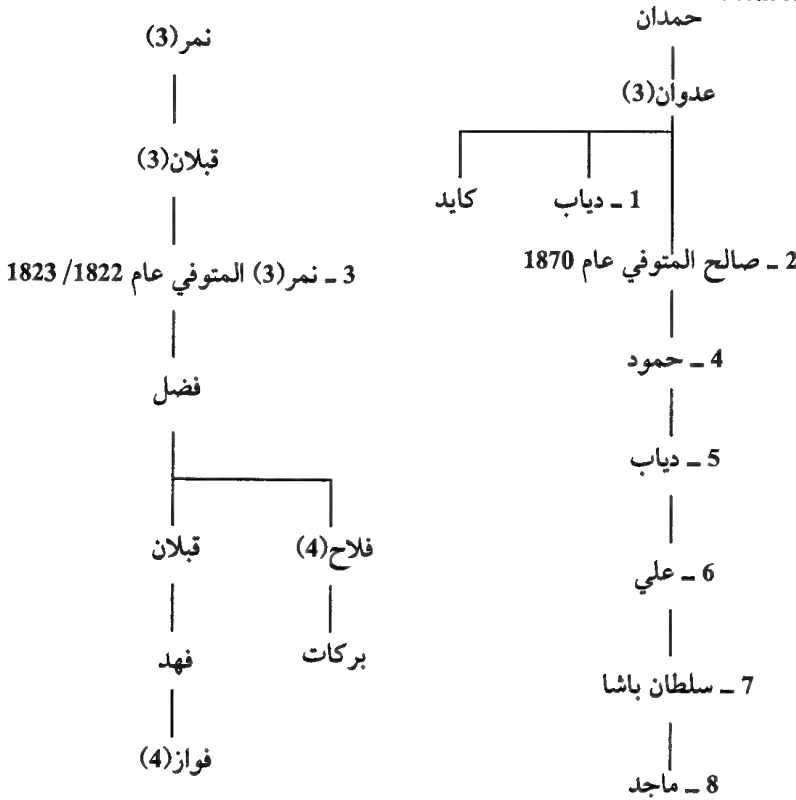 حمدان
عدوان(3)
1 ـ دياب
كايد
2 ـ صالح المتوفي عام 1870
4 ـ حمود
5 ـ دياب
6 ـ علي
7 ـ سلطان باشا
8 ـ ماجد
نمر(3)
قبلان(3)
3 ـ نمر(3) المتوفي عام 1822/ 1823
فضل
فلاح(4)
قبلان
بركات
فهد
فواز(4)